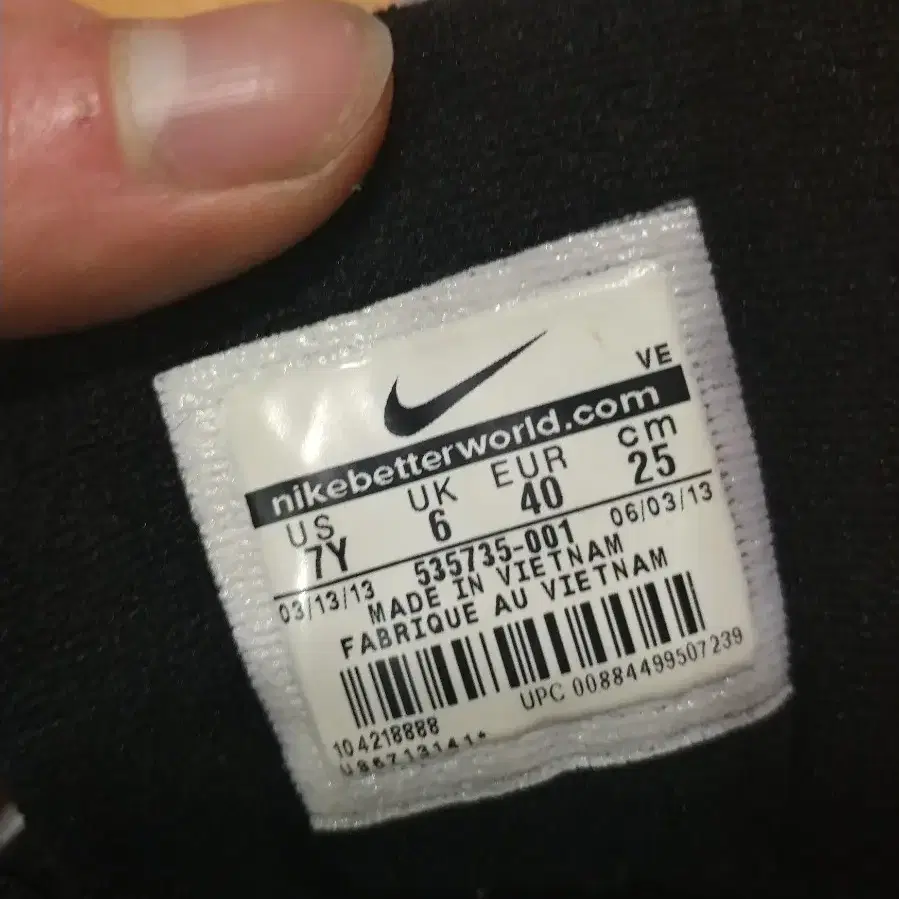 VE
nikebetterworld.com
US UK EUR cm
7Y 6 40 25
03/13/13 535735-001 06/03/13
MADE IN VIETNAM
FABRIQUE AU VIETNAM
UPC 00884499507239
104218888